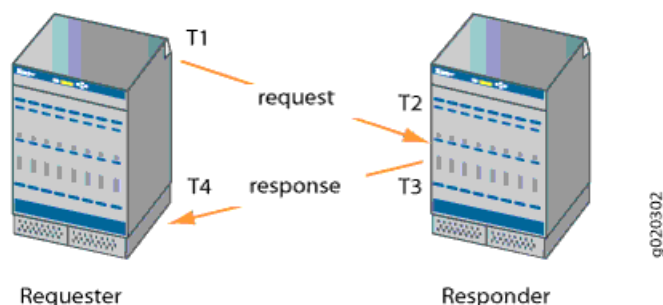 T1
request
T2
T4
response
T3
g020302
Requester
Responder